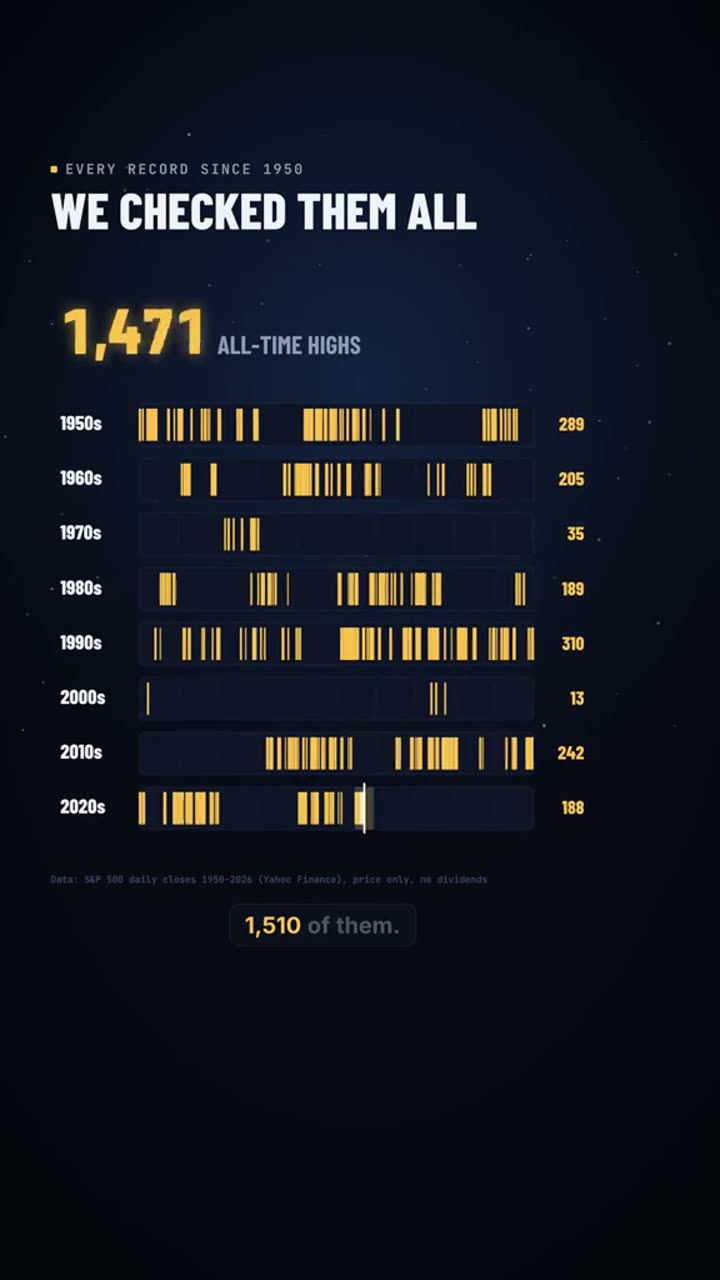 EVERY RECORD SINCE 1950
WE CHECKED THEM ALL
1,471 ALL-TIME HIGHS
1950s 289
1960s 205
1970s 35
1980s 189
1990s 310
2000s 13
2010s 242
2020s 188
Data: S&P 500 daily closes 1950–2026 (Yahoo Finance), price only, no dividends
1,510 of them.